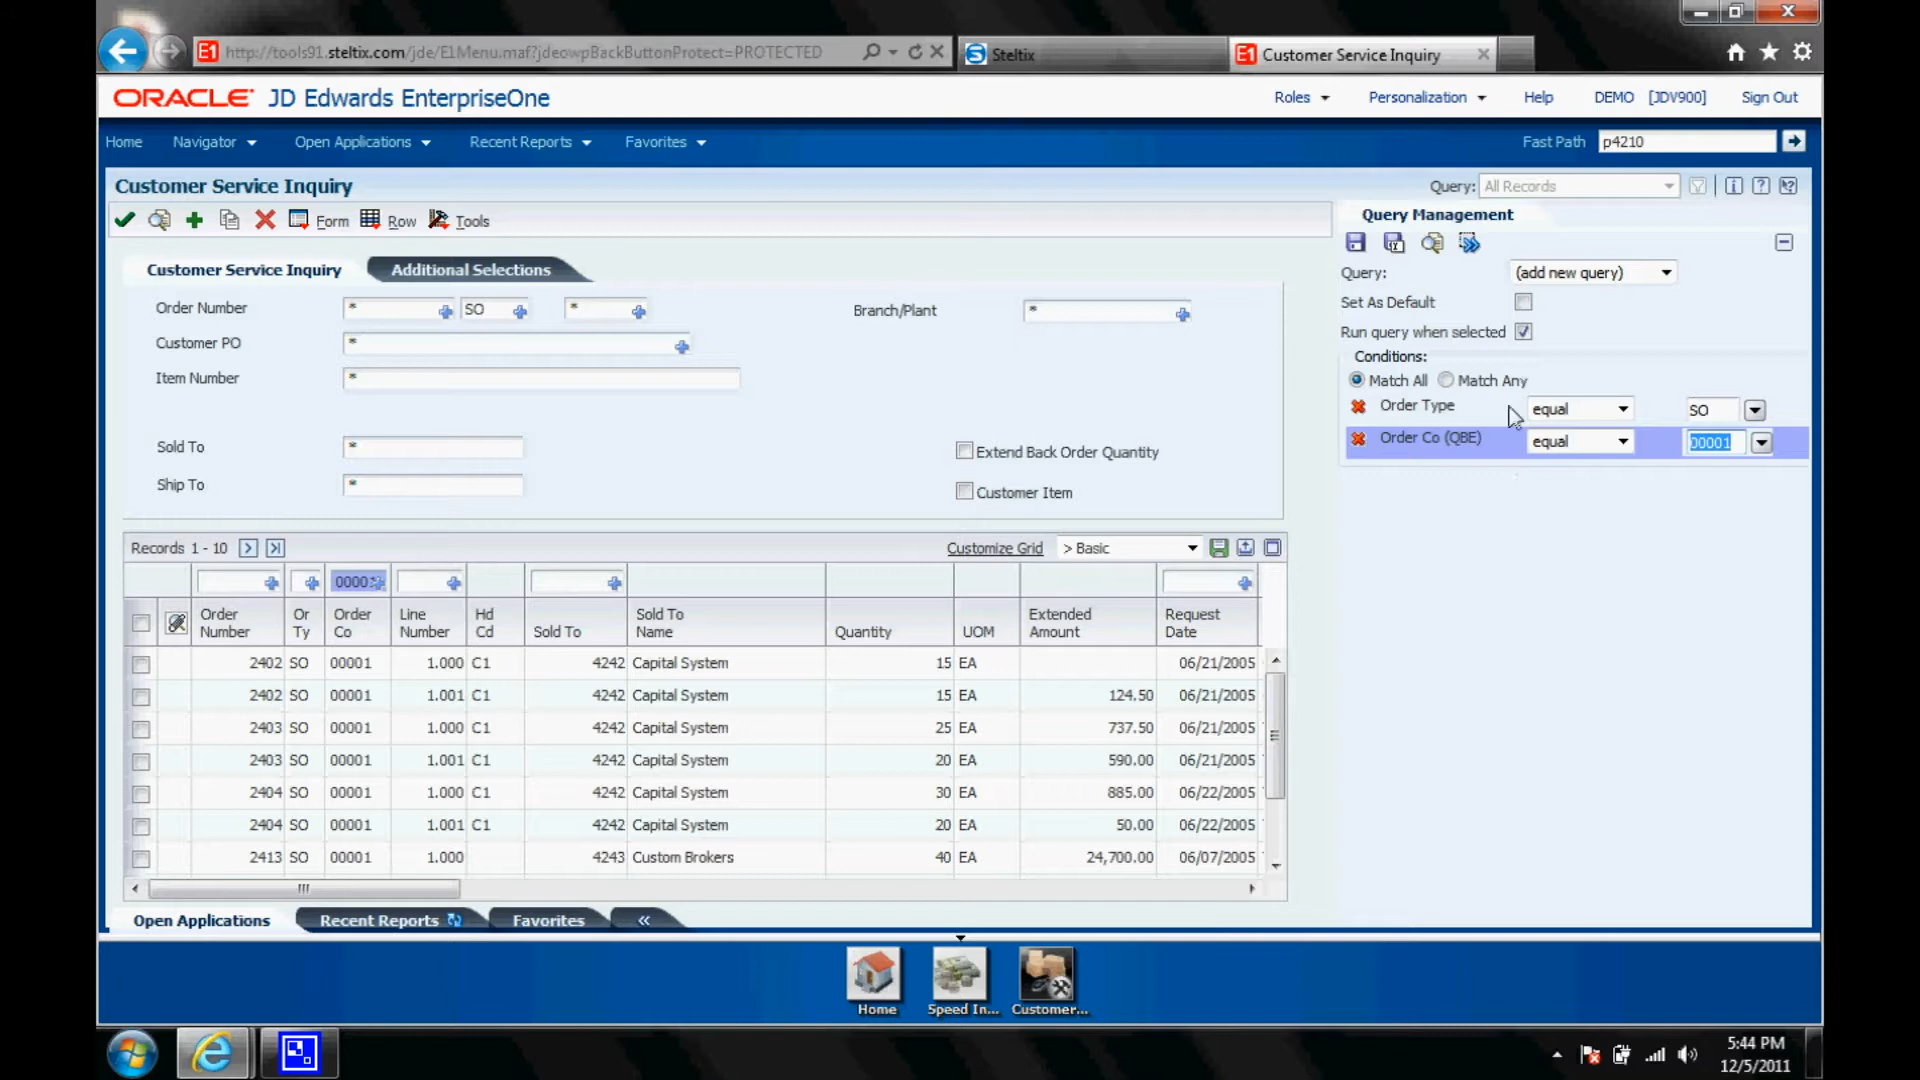 http://tools91.steltix.com/jde/E1Menu.maf?jdeowpBackButtonProtect=PROTECTED
Steltix
Customer Service Inquiry
ORACLE JD Edwards EnterpriseOne
Roles Personalization Help DEMO [JDV900] Sign Out
Home Navigator Open Applications Recent Reports Favorites
Fast Path p4210
Customer Service Inquiry
Query: All Records
Form Row Tools
Query Management
Query: (add new query)
Set As Default
Run query when selected
Conditions:
Match All Match Any
Order Type equal SO
Order Co (QBE) equal 00001
Customer Service Inquiry Additional Selections
Order Number * SO *
Branch/Plant *
Customer PO *
Item Number *
Sold To *
Extend Back Order Quantity
Ship To *
Customer Item
Records 1 - 10
Customize Grid > Basic
Order Number Or Ty Order Co Line Number Hd Cd Sold To Sold To Name Quantity UOM Extended Amount Request Date
2402 SO 00001 1.000 C1 4242 Capital System 15 EA 06/21/2005
2402 SO 00001 1.001 C1 4242 Capital System 15 EA 124.50 06/21/2005
2403 SO 00001 1.000 C1 4242 Capital System 25 EA 737.50 06/21/2005
2403 SO 00001 1.001 C1 4242 Capital System 20 EA 590.00 06/21/2005
2404 SO 00001 1.000 C1 4242 Capital System 30 EA 885.00 06/22/2005
2404 SO 00001 1.001 C1 4242 Capital System 20 EA 50.00 06/22/2005
2413 SO 00001 1.000 4243 Custom Brokers 40 EA 24,700.00 06/07/2005
Open Applications Recent Reports Favorites «
Home Speed In... Customer...
5:44 PM
12/5/2011